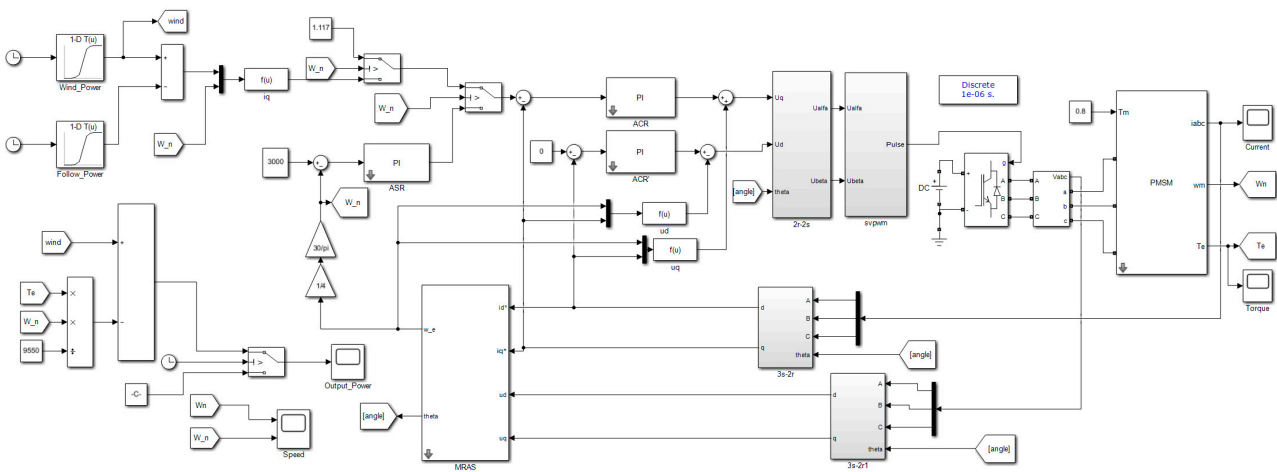 wind
1-D T(u)
Wind_Power
+
−
f(u)
iq
W_n
1-D T(u)
Follow_Power
1.117
W_n
>
W_n
>
3000
PI
ASR
W_n
30/pi
1/4
PI
ACR
0
PI
ACR'
[angle]
f(u)
ud
f(u)
uq
Uq
Ud
theta
Ualfa
Ubeta
2r-2s
Ualfa
Ubeta
Pulse
svpwm
Discrete
1e-06 s.
DC
+
-
g
A
B
C
Vabc
A
B
C
a
b
c
0.8
Tm
PMSM
iabc
wm
Te
a
b
c
Current
Wn
Te
Torque
wind
+
−
Te
W_n
9550
×
×
÷
>
-C-
Output_Power
Wn
W_n
Speed
[angle]
w_e
theta
id*
iq*
ud
uq
MRAS
d
q
A
B
C
theta
3s-2r
[angle]
d
q
A
B
C
theta
3s-2r1
[angle]